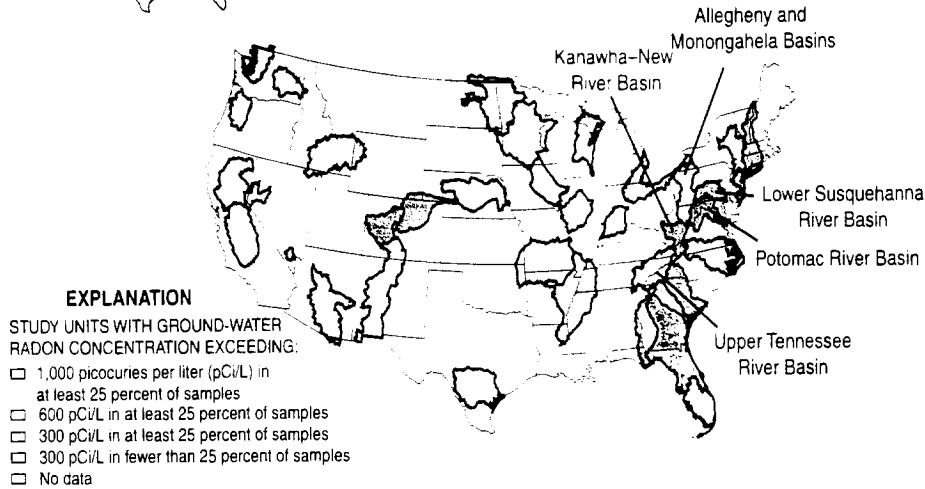 Allegheny and
Monongahela Basins
Kanawha–New
River Basin
Lower Susquehanna
River Basin
Potomac River Basin
Upper Tennessee
River Basin
EXPLANATION
STUDY UNITS WITH GROUND-WATER
RADON CONCENTRATION EXCEEDING:
1,000 picocuries per liter (pCi/L) in
at least 25 percent of samples
600 pCi/L in at least 25 percent of samples
300 pCi/L in at least 25 percent of samples
300 pCi/L in fewer than 25 percent of samples
No data